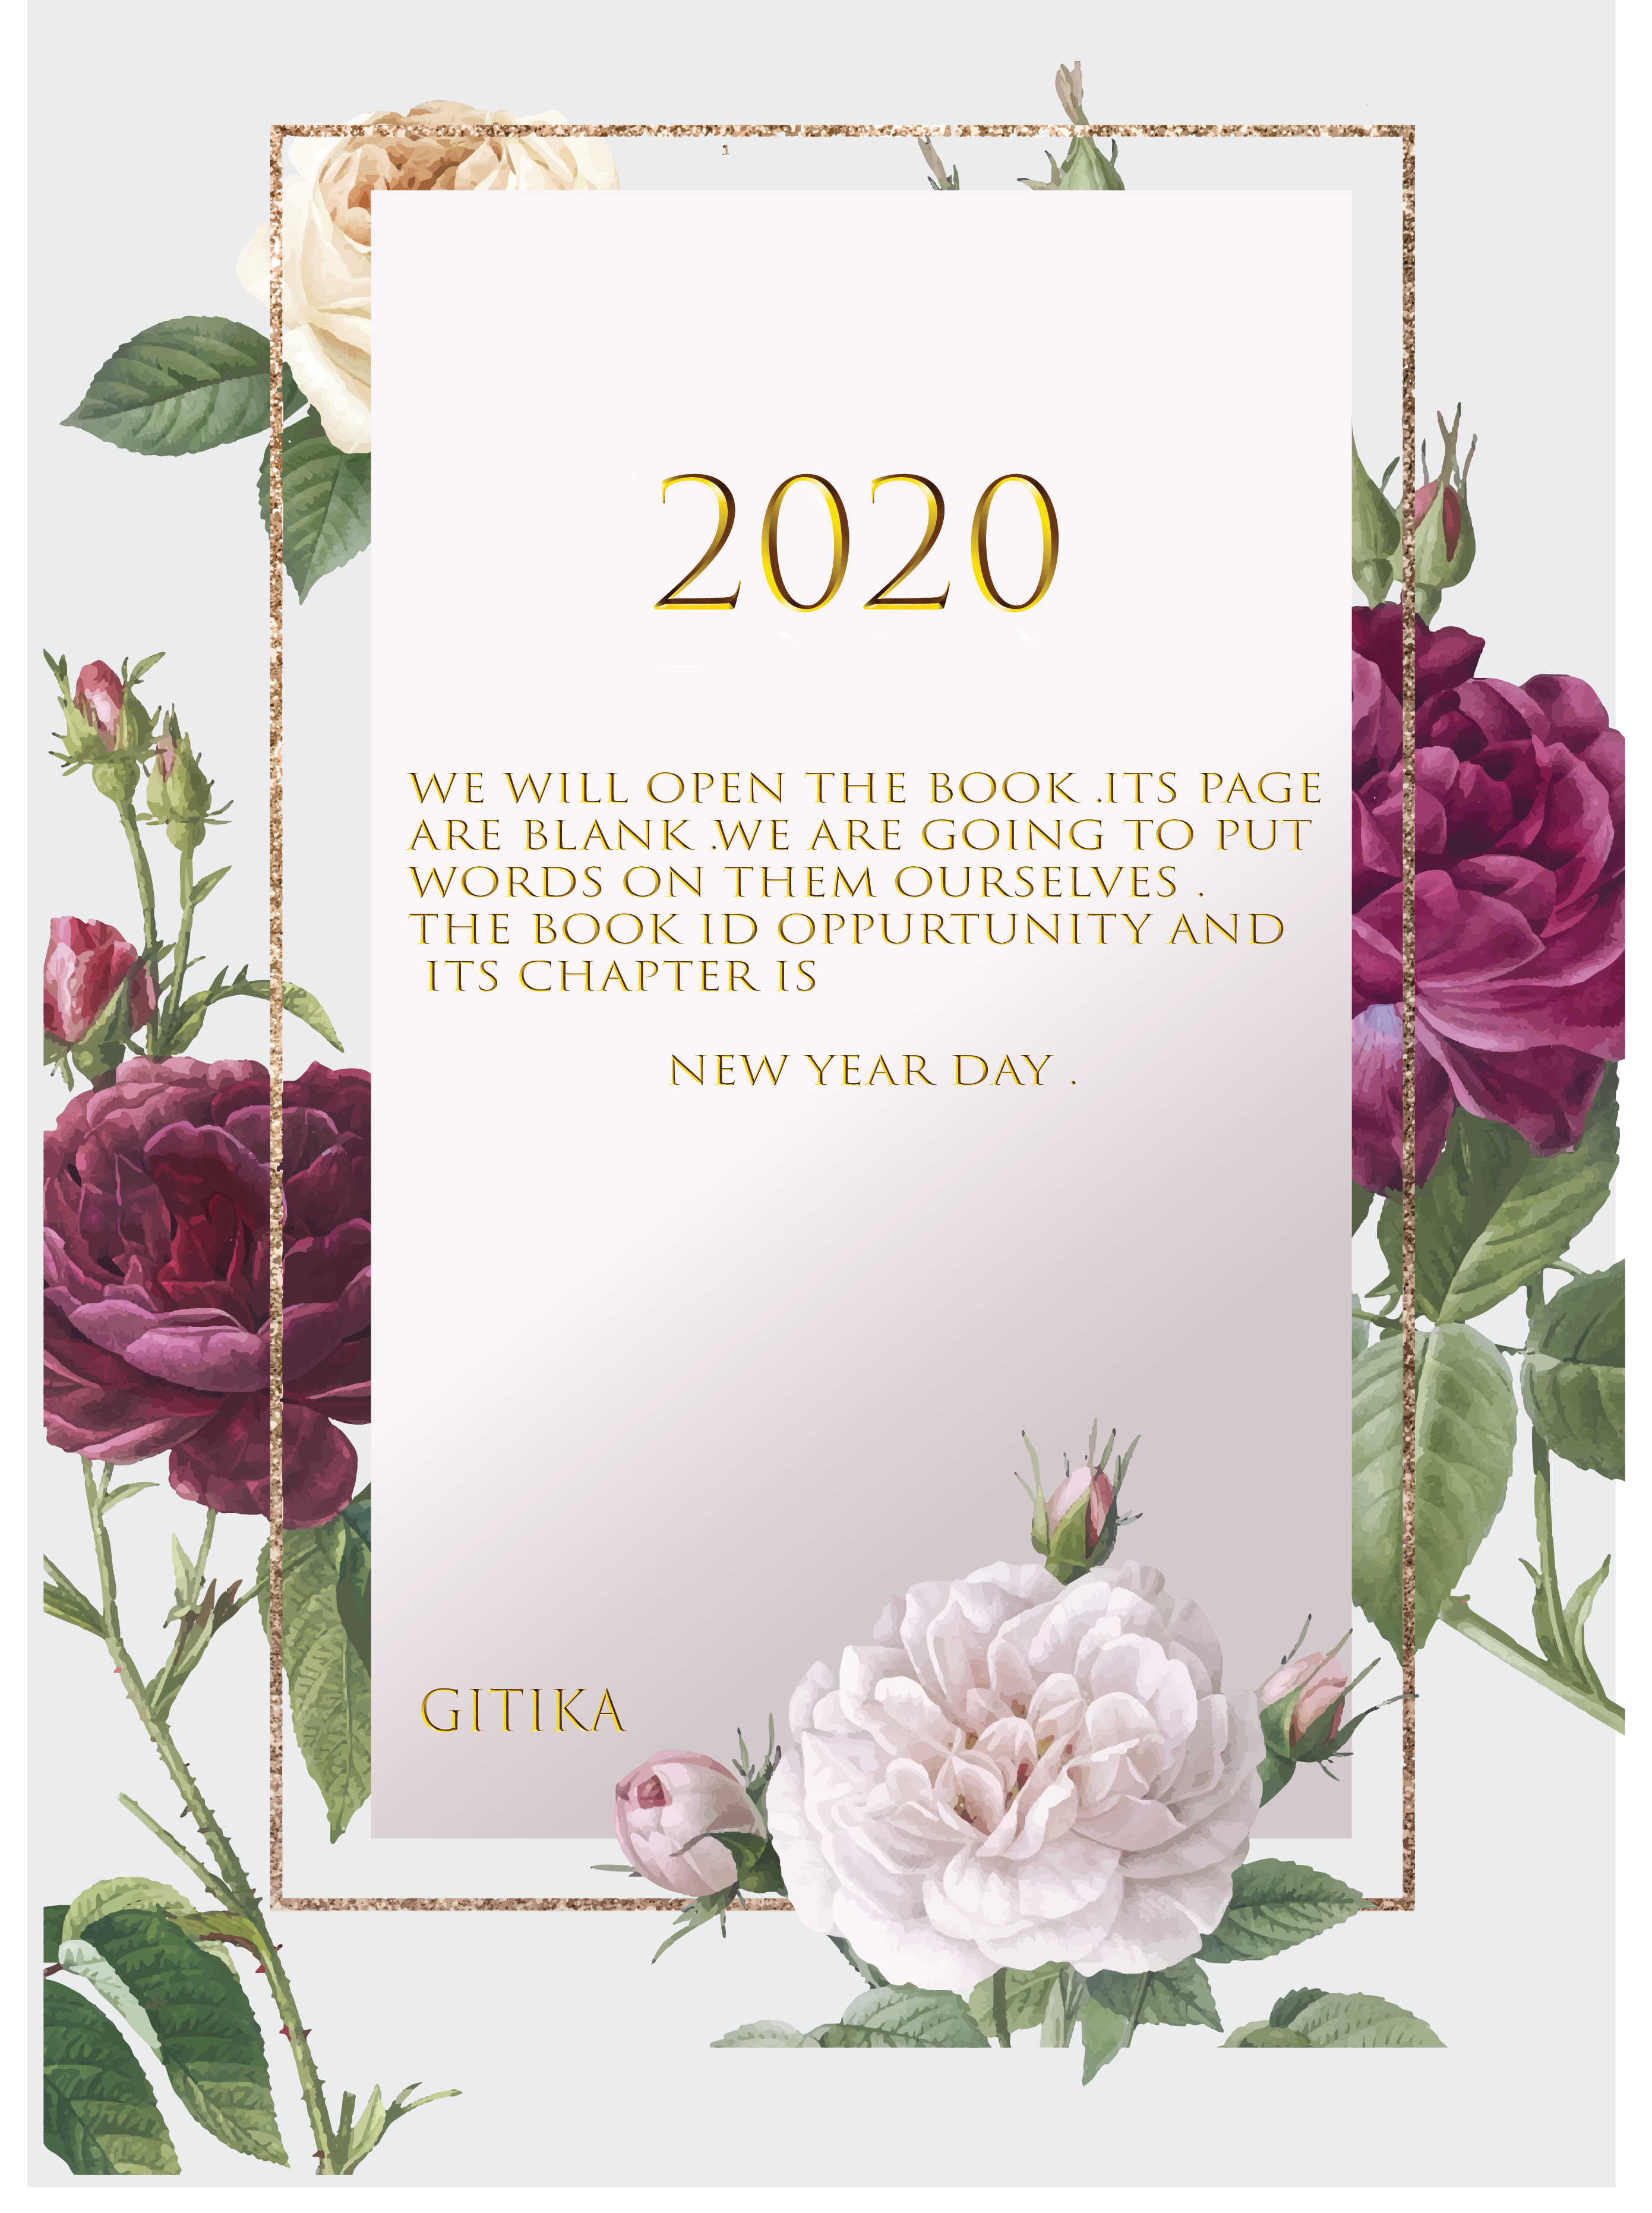 2020
WE WILL OPEN THE BOOK .ITS PAGE
ARE BLANK .WE ARE GOING TO PUT
WORDS ON THEM OURSELVES .
THE BOOK ID OPPURTUNITY AND
ITS CHAPTER IS
NEW YEAR DAY .
GITIKA